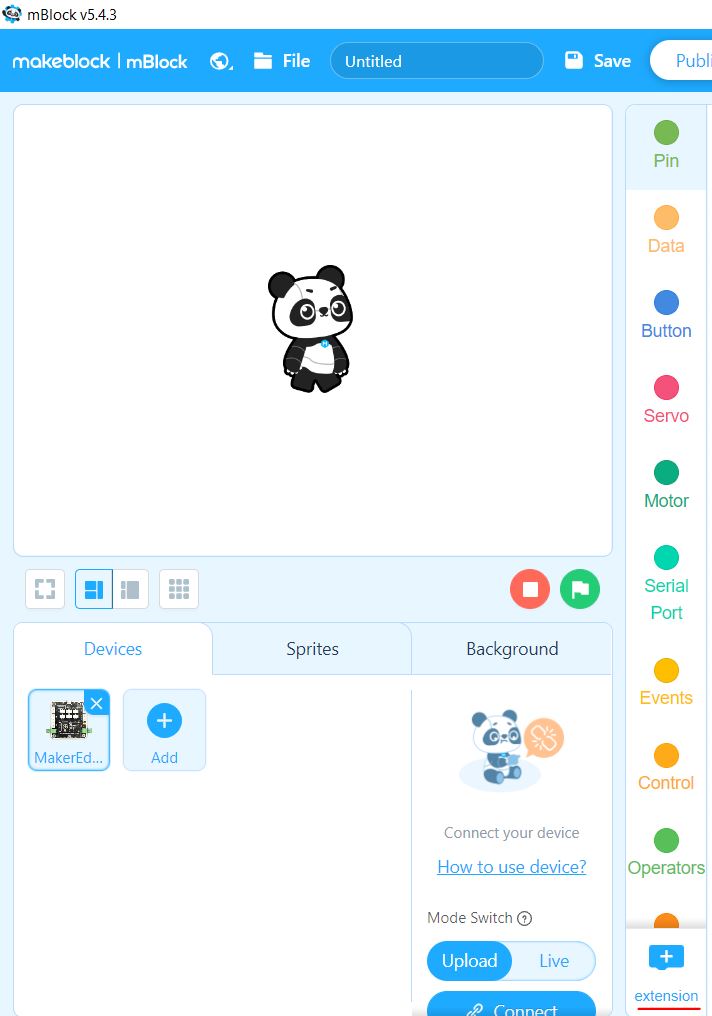 mBlock v5.4.3
makeblock | mBlock
File
Untitled
Save
Pin
Data
Button
Servo
Motor
Serial
Port
Events
Control
Operators
extension
Devices
Sprites
Background
MakerEd...
Add
Connect your device
How to use device?
Mode Switch
Upload
Live
Connect